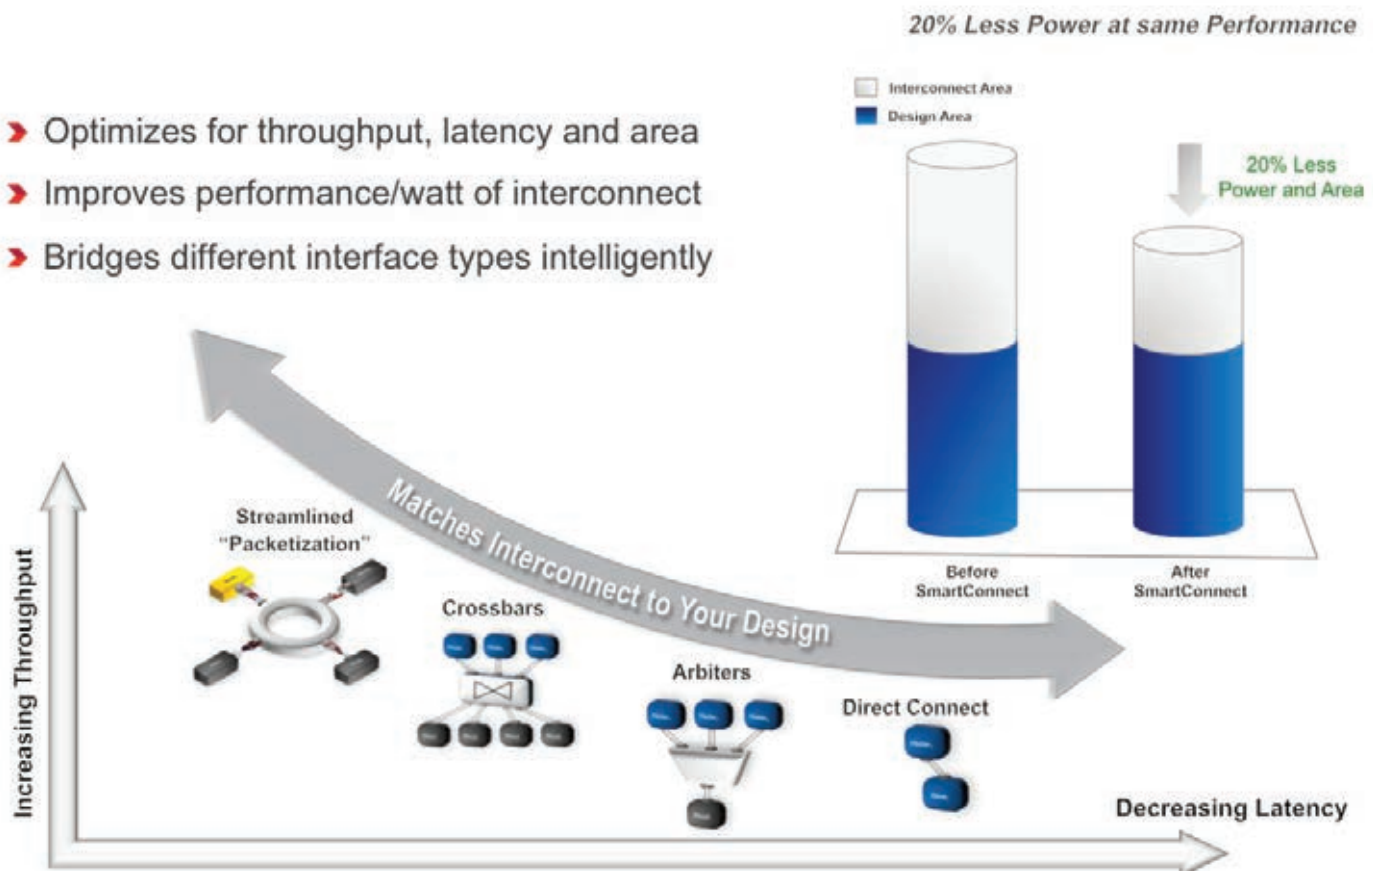 20% Less Power at same Performance
Interconnect Area
Design Area
Optimizes for throughput, latency and area
Improves performance/watt of interconnect
Bridges different interface types intelligently
20% Less
Power and Area
Matches Interconnect to Your Design
Before
SmartConnect
After
SmartConnect
Streamlined
"Packetization"
Crossbars
Arbiters
Direct Connect
Increasing Throughput
Decreasing Latency